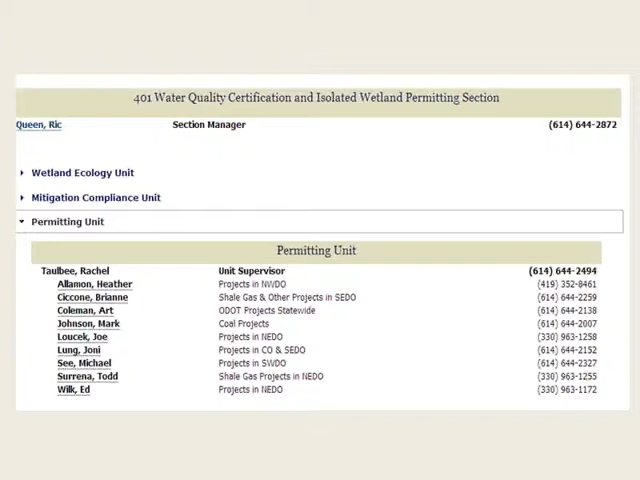 401 Water Quality Certification and Isolated Wetland Permitting Section
Queen, Ric Section Manager (614) 644-2872
Wetland Ecology Unit
Mitigation Compliance Unit
Permitting Unit
Permitting Unit
Taulbee, Rachel Unit Supervisor (614) 644-2494
Allamon, Heather Projects in NWDO (419) 352-8461
Ciccone, Brianne Shale Gas & Other Projects in SEDO (614) 644-2259
Coleman, Art ODOT Projects Statewide (614) 644-2138
Johnson, Mark Coal Projects (614) 644-2007
Loucek, Joe Projects in NEDO (330) 963-1258
Lung, Joni Projects in CO & SEDO (614) 644-2152
See, Michael Projects in SWDO (614) 644-2327
Surrena, Todd Shale Gas Projects in NEDO (330) 963-1255
Wilk, Ed Projects in NEDO (330) 963-1172